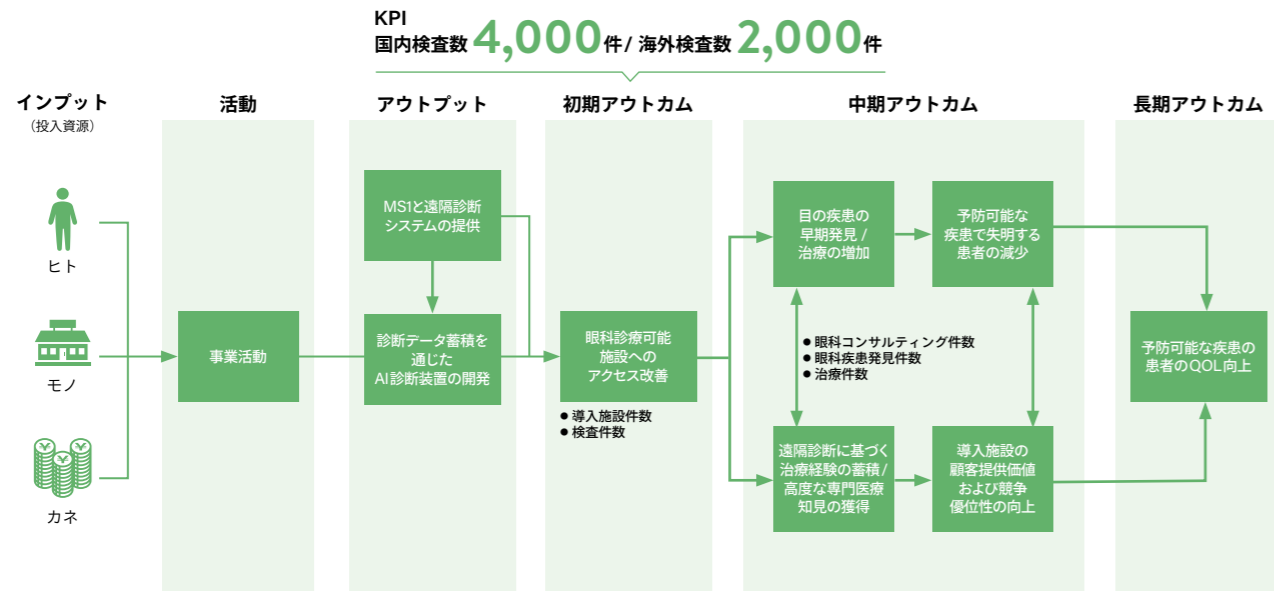 KPI
国内検査数 4,000件 / 海外検査数 2,000件
インプット
（投入資源）
活動
アウトプット
初期アウトカム
中期アウトカム
長期アウトカム
ヒト
モノ
カネ
事業活動
MS1と遠隔診断
システムの提供
診断データ蓄積を
通じた
AI診断装置の開発
眼科診療可能
施設への
アクセス改善
● 導入施設件数
● 検査件数
目の疾患の
早期発見 /
治療の増加
予防可能な
疾患で失明する
患者の減少
● 眼科コンサルティング件数
● 眼科疾患発見件数
● 治療件数
遠隔診断に基づく
治療経験の蓄積 /
高度な専門医療
知見の獲得
導入施設の
顧客提供価値
および競争
優位性の向上
予防可能な疾患の
患者のQOL向上